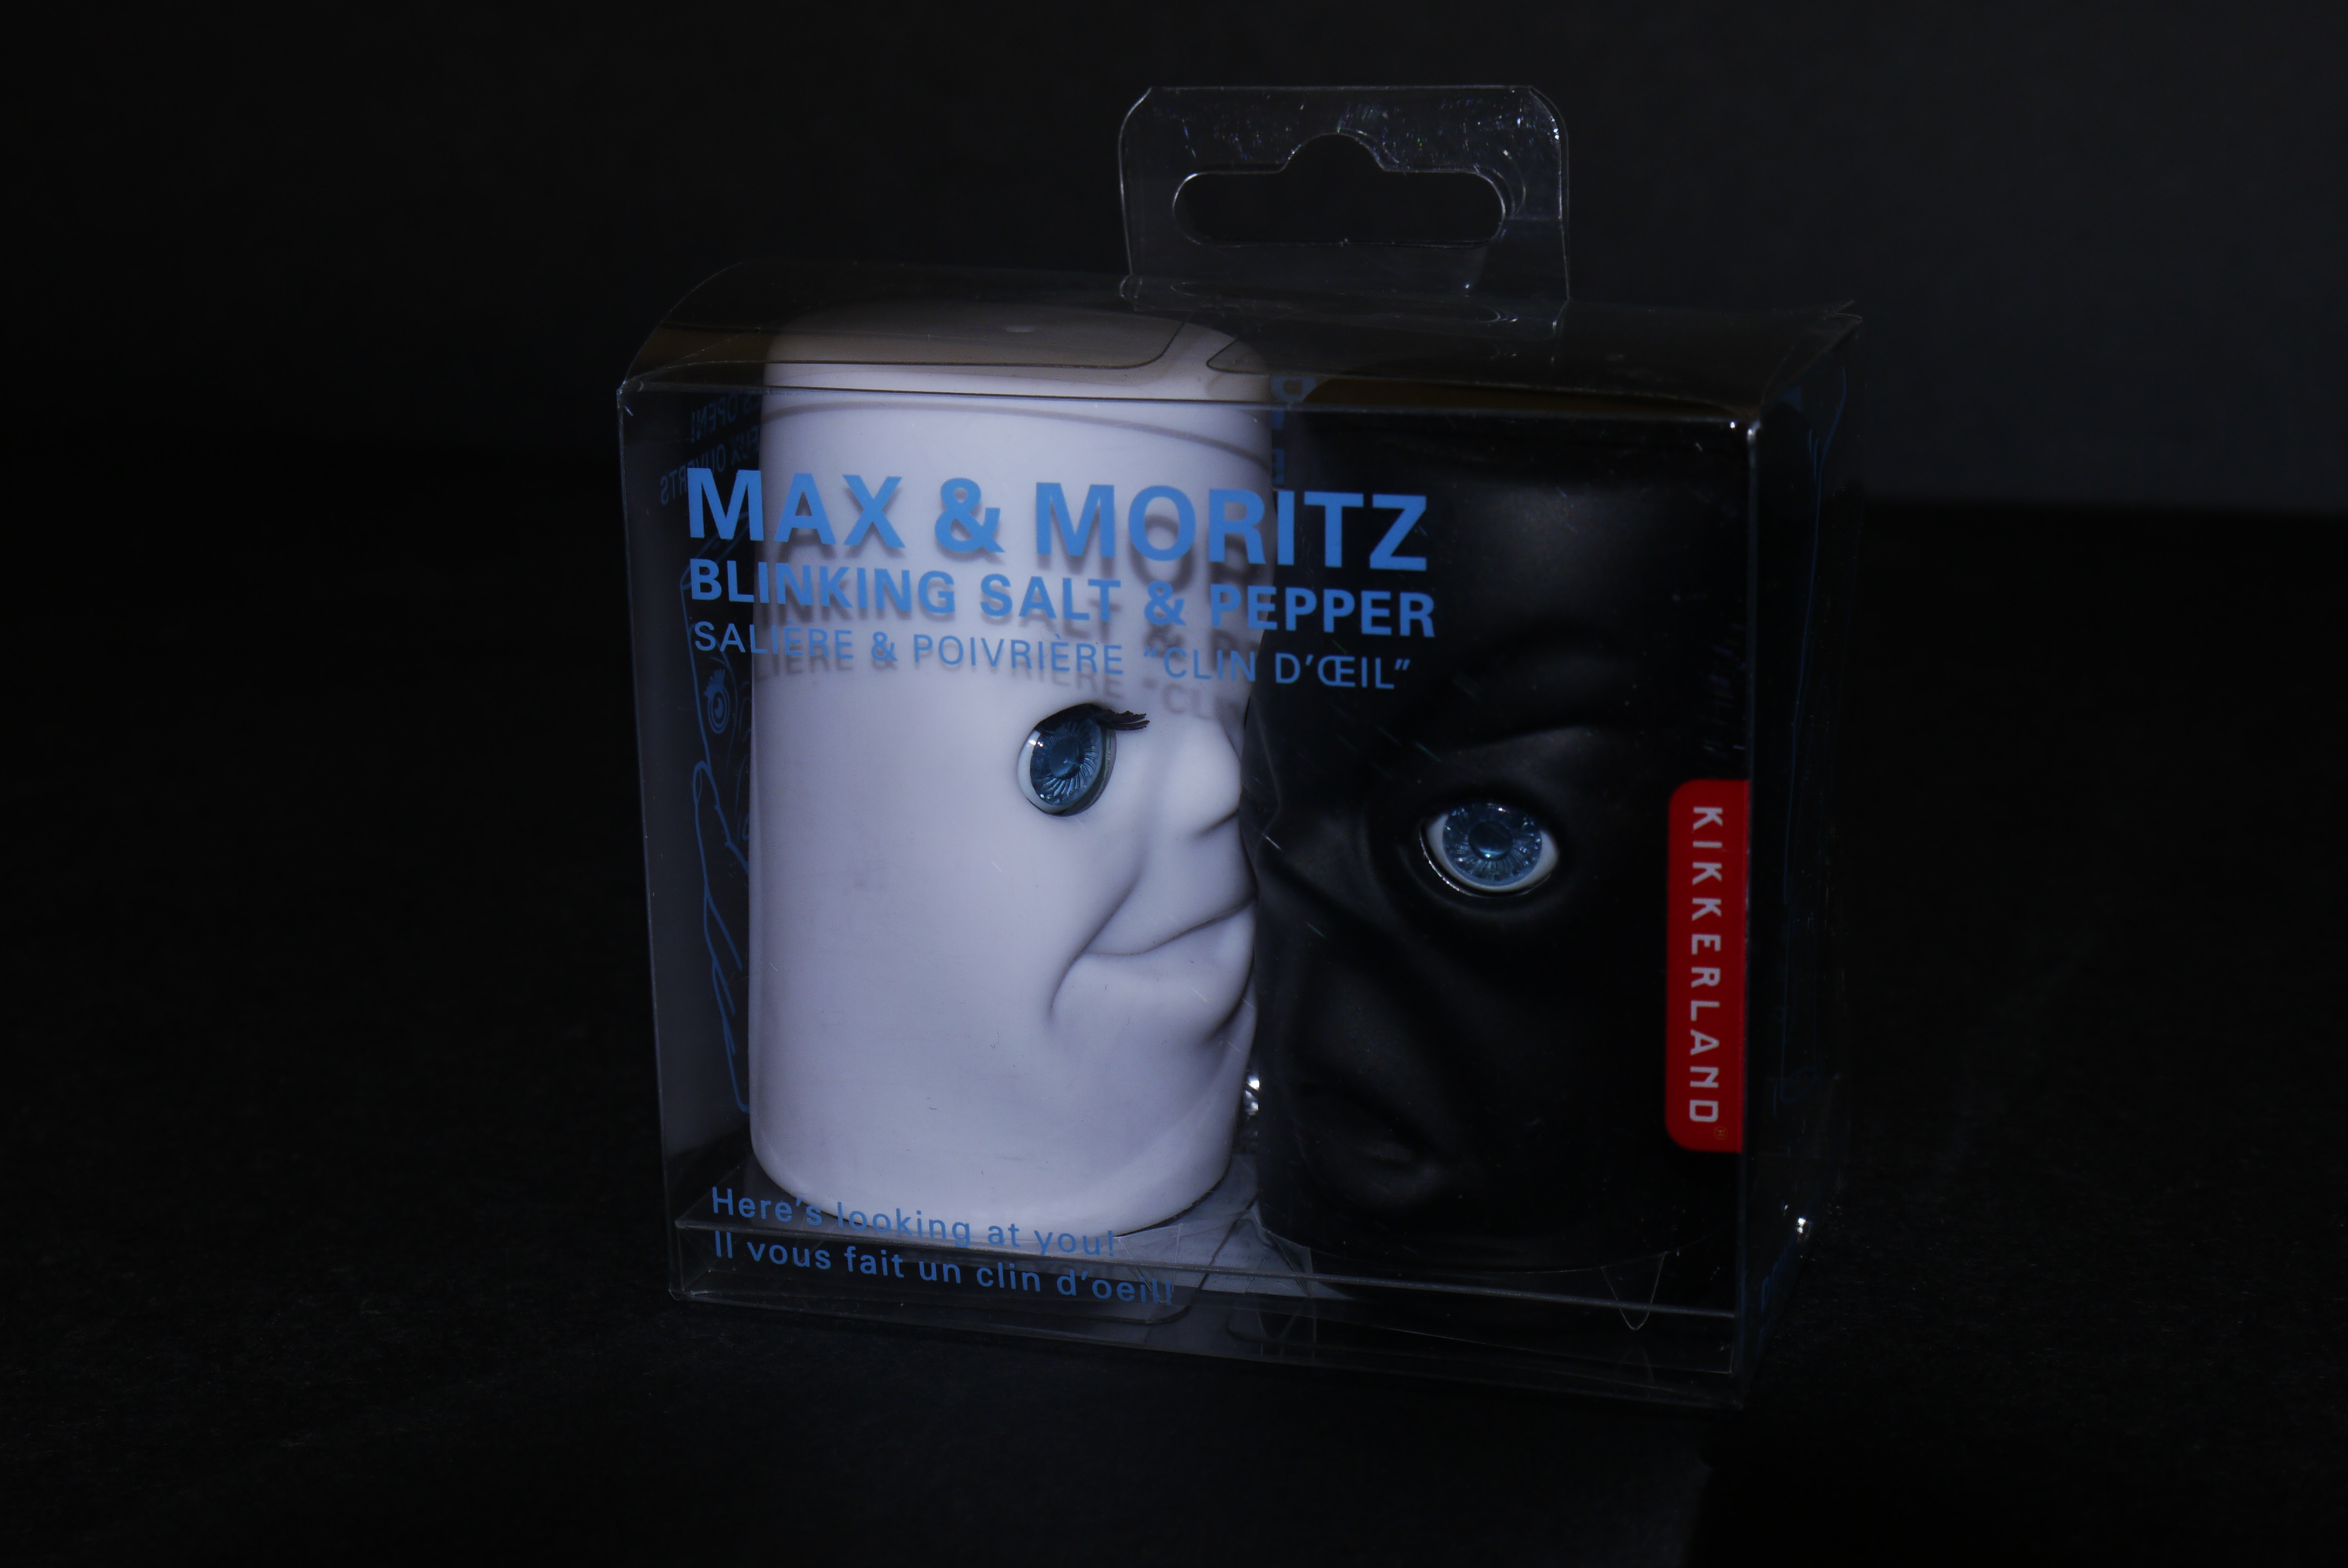 MAX & MORITZ
BLINKING SALT & PEPPER
SALIÈRE & POIVRIÈRE "CLIN D'ŒIL"
KIKKERLAND®
Here's looking at you!
Il vous fait un clin d'oeil!